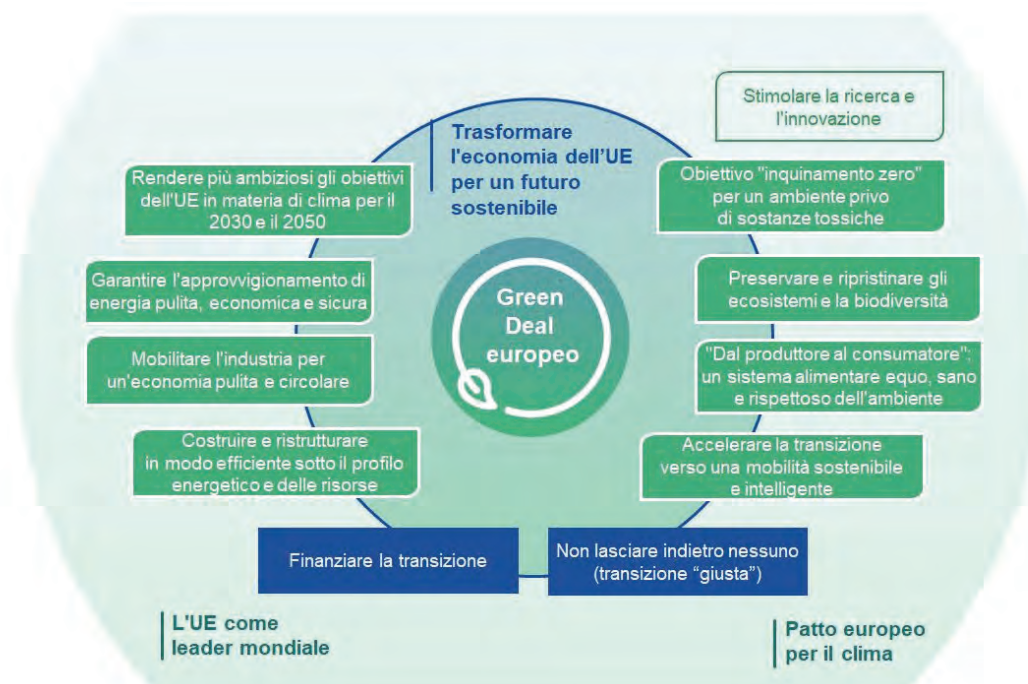 Stimolare la ricerca e
l'innovazione
Trasformare
l'economia dell'UE
per un futuro
sostenibile
Rendere più ambiziosi gli obiettivi
dell'UE in materia di clima per il
2030 e il 2050
Obiettivo "inquinamento zero"
per un ambiente privo
di sostanze tossiche
Garantire l'approvvigionamento di
energia pulita, economica e sicura
Green
Deal
europeo
Preservare e ripristinare gli
ecosistemi e la biodiversità
Mobilitare l'industria per
un'economia pulita e circolare
"Dal produttore al consumatore":
un sistema alimentare equo, sano
e rispettoso dell'ambiente
Costruire e ristrutturare
in modo efficiente sotto il profilo
energetico e delle risorse
Accelerare la transizione
verso una mobilità sostenibile
e intelligente
Finanziare la transizione
Non lasciare indietro nessuno
(transizione “giusta”)
L'UE come
leader mondiale
Patto europeo
per il clima